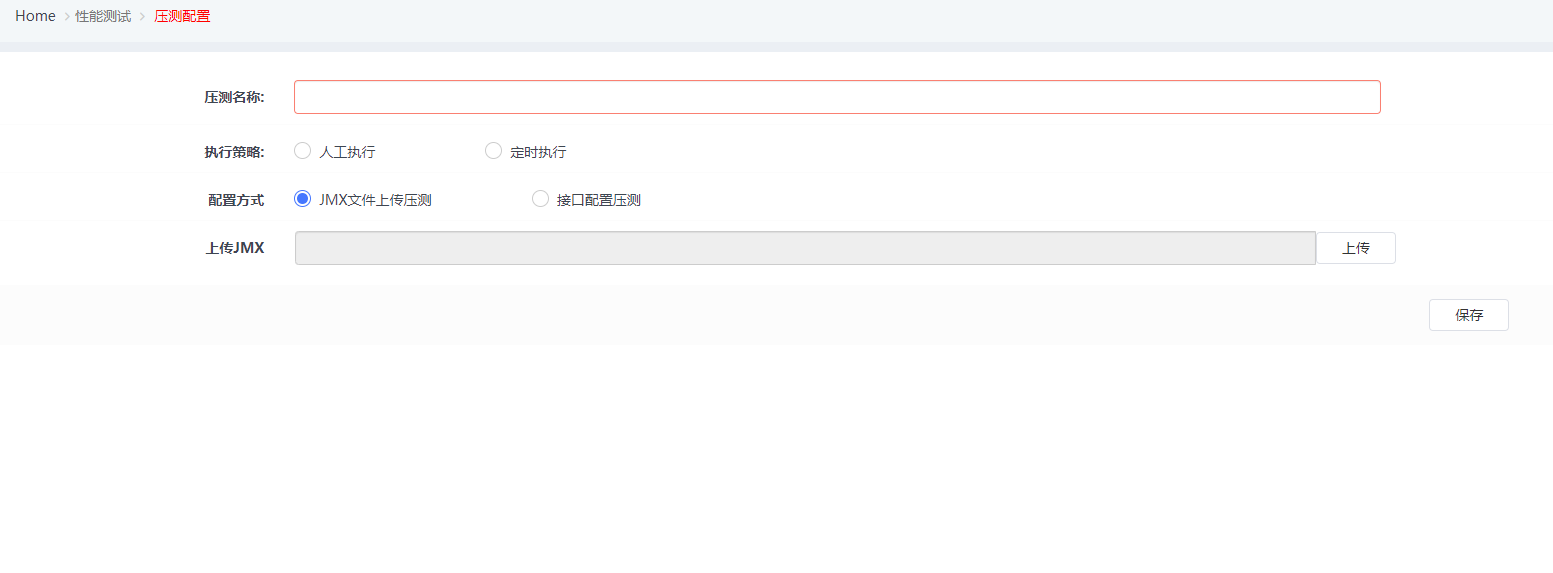 Home 性能测试 压测配置
压测名称:
执行策略: 人工执行 定时执行
配置方式 JMX文件上传压测 接口配置压测
上传JMX 上传
保存